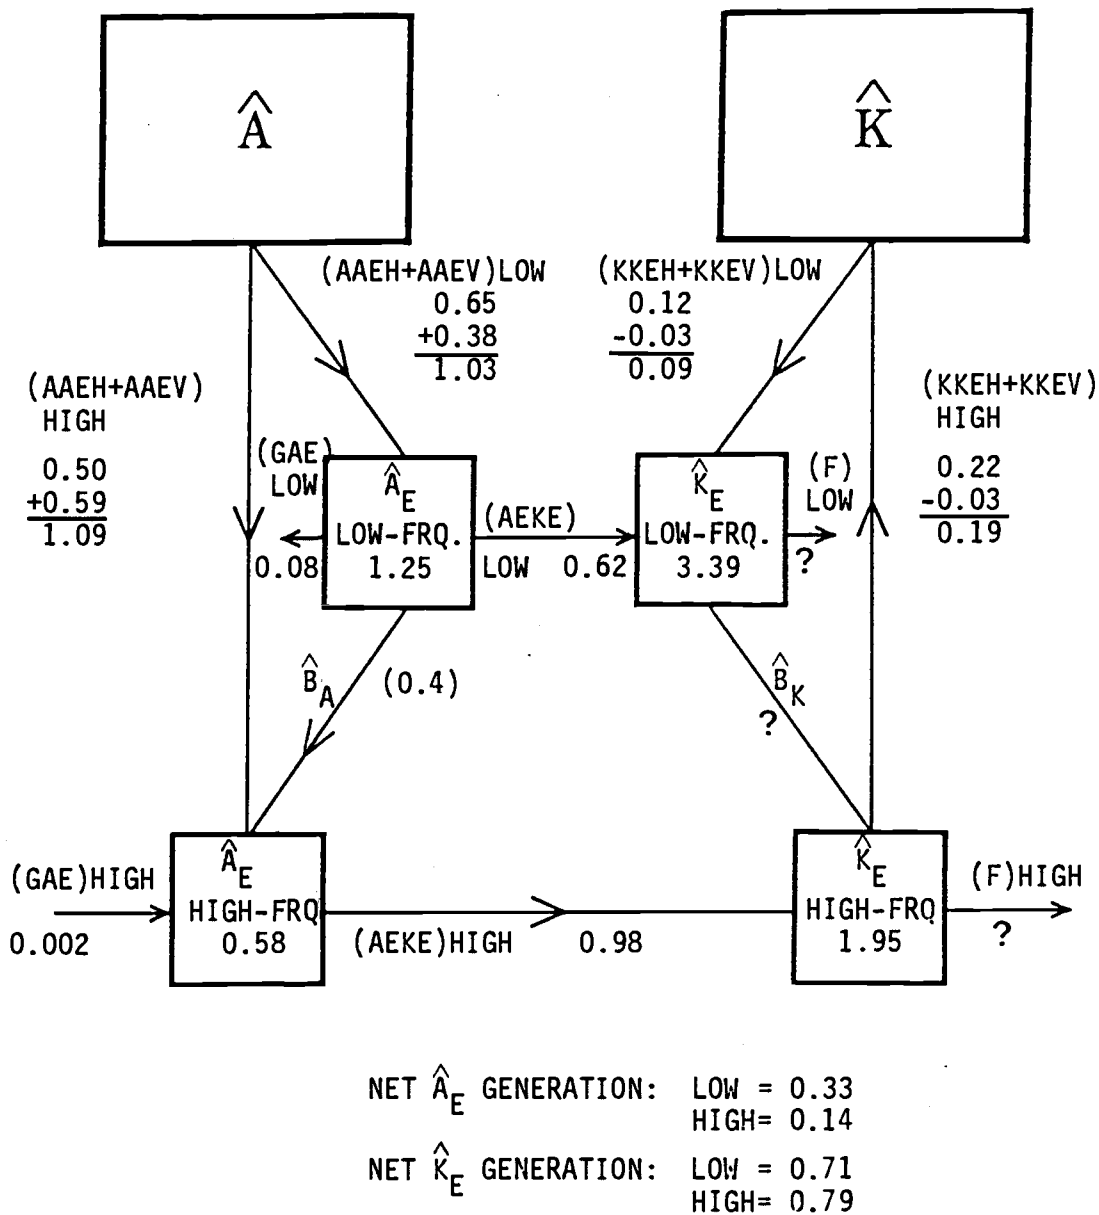 Â
K̂
(AAEH+AAEV)LOW
0.65
+0.38
1.03
(KKEH+KKEV)LOW
0.12
-0.03
0.09
(AAEH+AAEV)
HIGH
0.50
+0.59
1.09
(KKEH+KKEV)
HIGH
0.22
-0.03
0.19
(GAE)
LOW
0.08
Â_E
LOW-FRQ.
1.25
(AEKE)
LOW 0.62
K̂_E
LOW-FRQ.
3.39
(F)
LOW
?
B̂_A (0.4)
B̂_K
?
(GAE)HIGH
0.002
Â_E
HIGH-FRQ
0.58
(AEKE)HIGH 0.98
K̂_E
HIGH-FRQ
1.95
(F)HIGH
?
NET Â_E GENERATION: LOW = 0.33
HIGH= 0.14
NET K̂_E GENERATION: LOW = 0.71
HIGH= 0.79